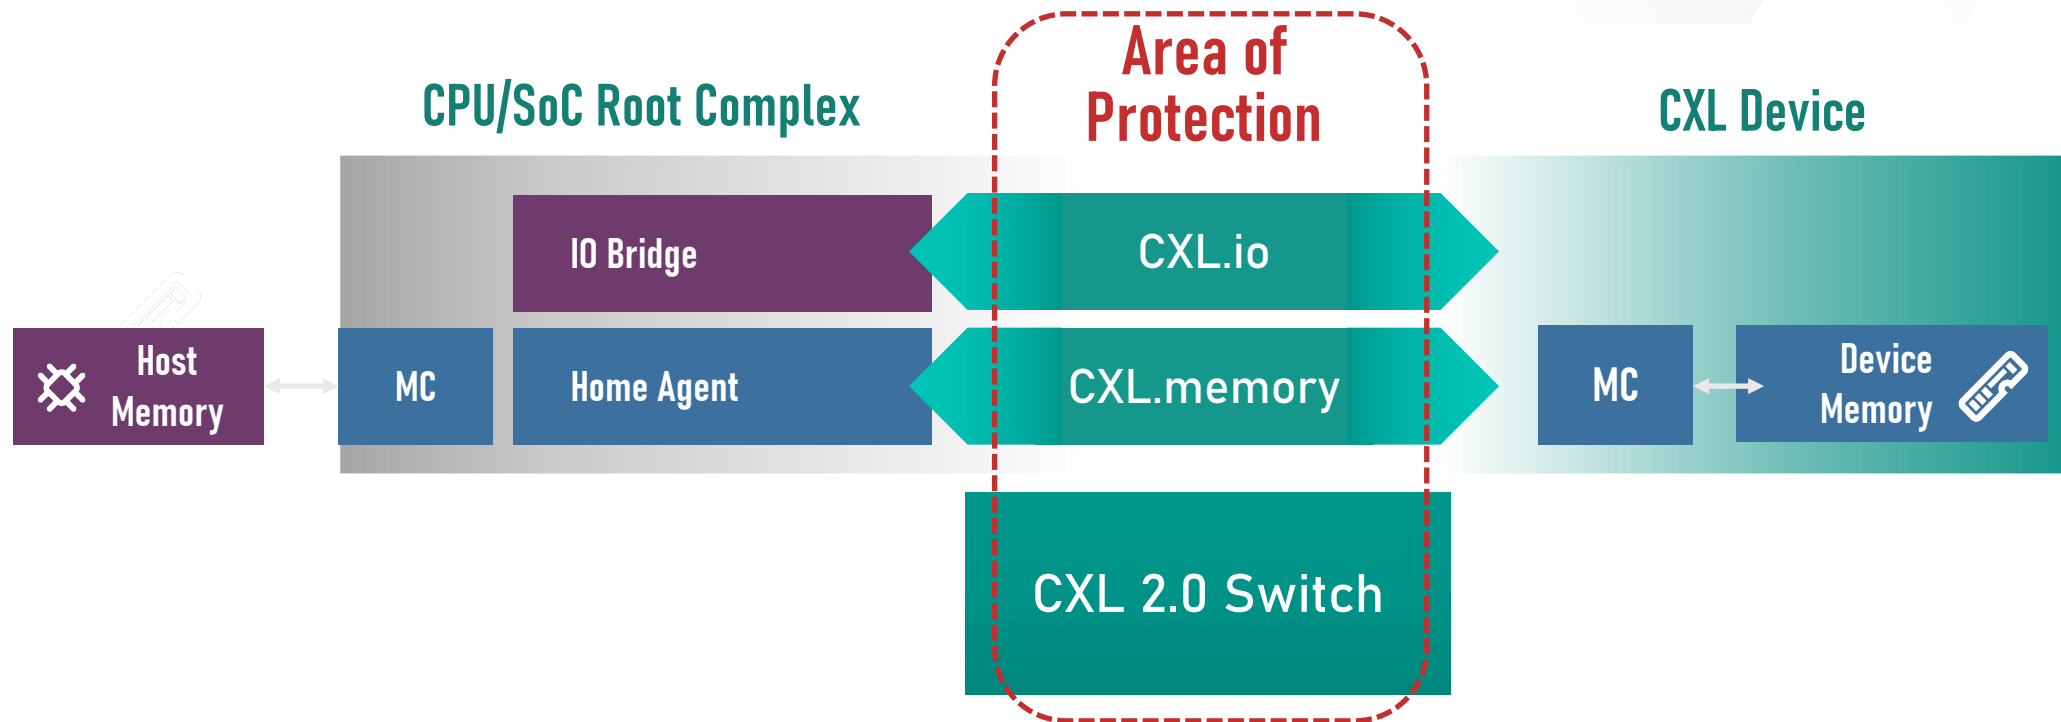 Area of
Protection
CPU/SoC Root Complex
CXL Device
IO Bridge
CXL.io
Host
Memory
MC
Home Agent
CXL.memory
MC
Device
Memory
CXL 2.0 Switch